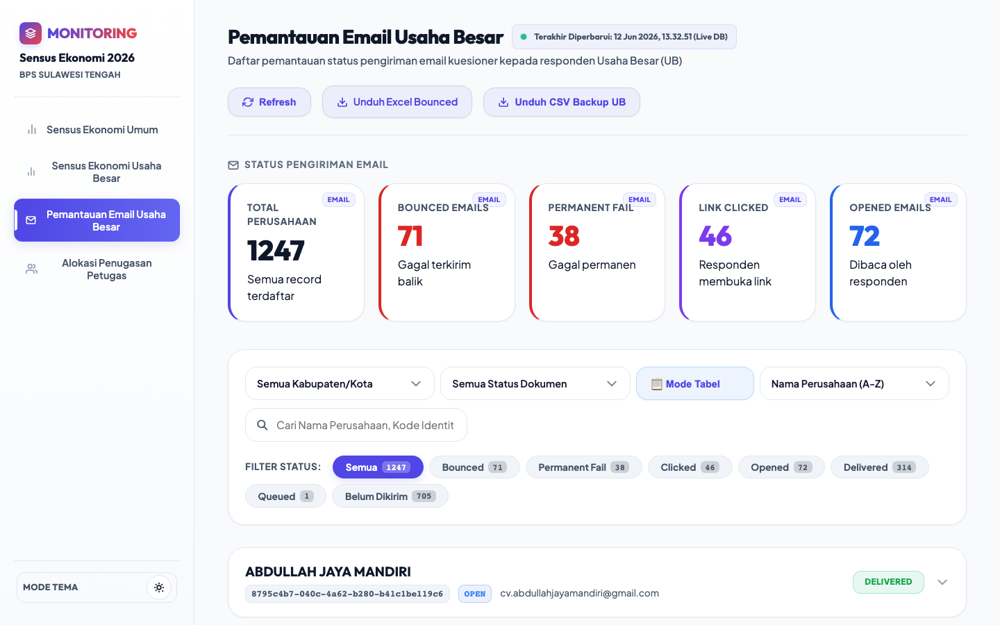 MONITORING
Sensus Ekonomi 2026
BPS SULAWESI TENGAH
Sensus Ekonomi Umum
Sensus Ekonomi Usaha
Besar
Pemantauan Email Usaha
Besar
Alokasi Penugasan
Petugas
MODE TEMA
Pemantauan Email Usaha Besar
Terakhir Diperbarui: 12 Jun 2026, 13.32.51 (Live DB)
Daftar pemantauan status pengiriman email kuesioner kepada responden Usaha Besar (UB)
Refresh
Unduh Excel Bounced
Unduh CSV Backup UB
STATUS PENGIRIMAN EMAIL
EMAIL
TOTAL
PERUSAHAAN
1247
Semua record
terdaftar
EMAIL
BOUNCED EMAILS
71
Gagal terkirim
balik
EMAIL
PERMANENT FAIL
38
Gagal permanen
EMAIL
LINK CLICKED
46
Responden
membuka link
EMAIL
OPENED EMAILS
72
Dibaca oleh
responden
Semua Kabupaten/Kota
Semua Status Dokumen
Mode Tabel
Nama Perusahaan (A-Z)
Cari Nama Perusahaan, Kode Identit
FILTER STATUS:
Semua 1247
Bounced 71
Permanent Fail 38
Clicked 46
Opened 72
Delivered 314
Queued 1
Belum Dikirim 705
ABDULLAH JAYA MANDIRI
8795c4b7-040c-4a62-b280-b41c1be119c6
OPEN
cv.abdullahjayamandiri@gmail.com
DELIVERED